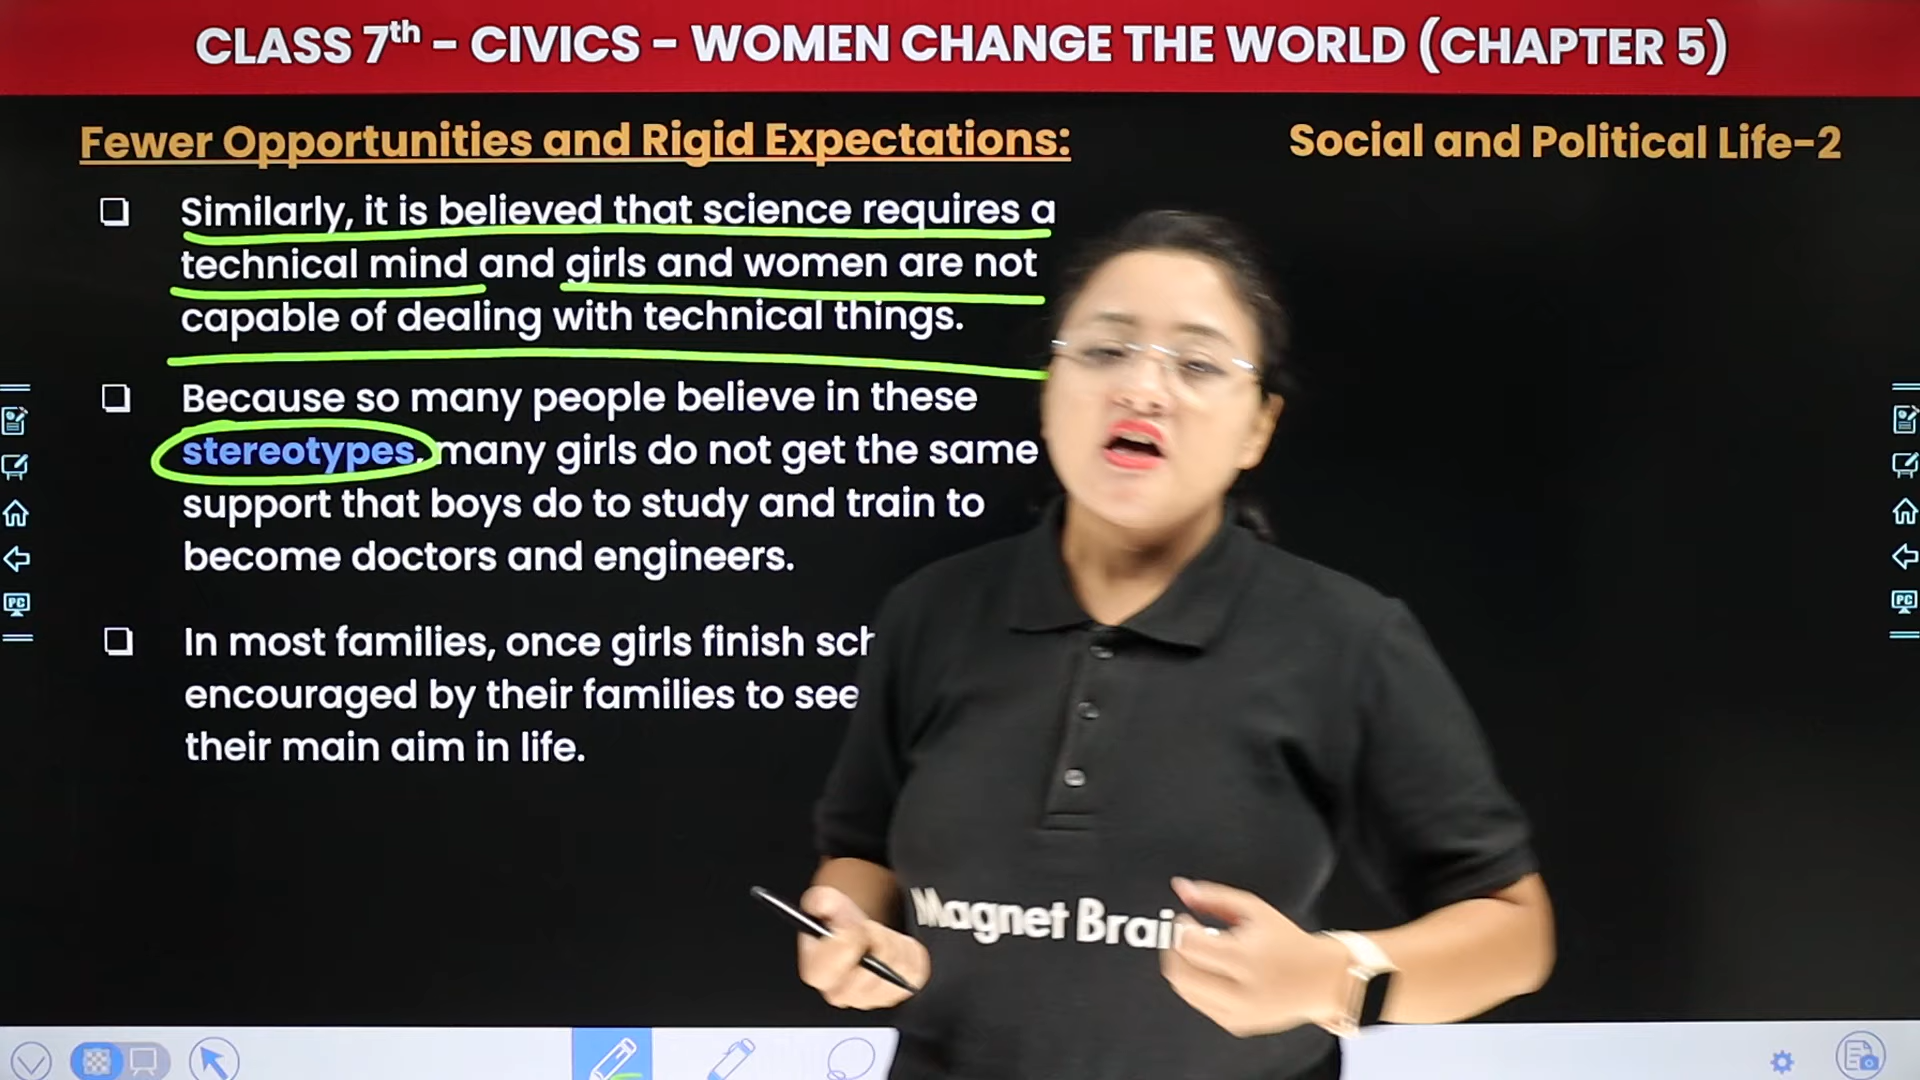 CLASS 7th - CIVICS - WOMEN CHANGE THE WORLD (CHAPTER 5)
Fewer Opportunities and Rigid Expectations:
Social and Political Life-2
Similarly, it is believed that science requires a
technical mind and girls and women are not
capable of dealing with technical things.
Because so many people believe in these
stereotypes, many girls do not get the same
support that boys do to study and train to
become doctors and engineers.
In most families, once girls finish
encouraged by their families to
their main aim in life.
Magnet
PC
PC